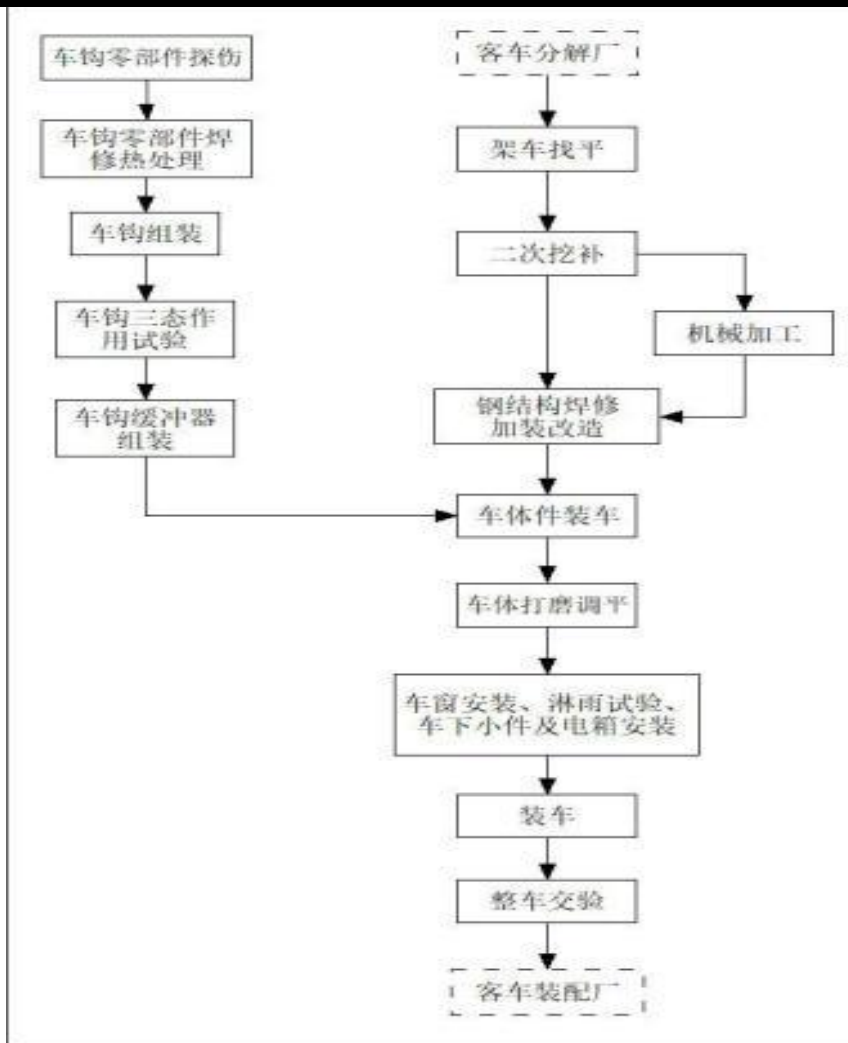 车钩零部件探伤
车钩零部件焊
修热处理
车钩组装
车钩三态作
用试验
车钩缓冲器
组装
客车分解厂
架车找平
二次挖补
机械加工
钢结构焊修
加装改造
车体件装车
车体打磨调平
车窗安装、淋雨试验、
车下小件及电箱安装
装车
整车交验
客车装配厂